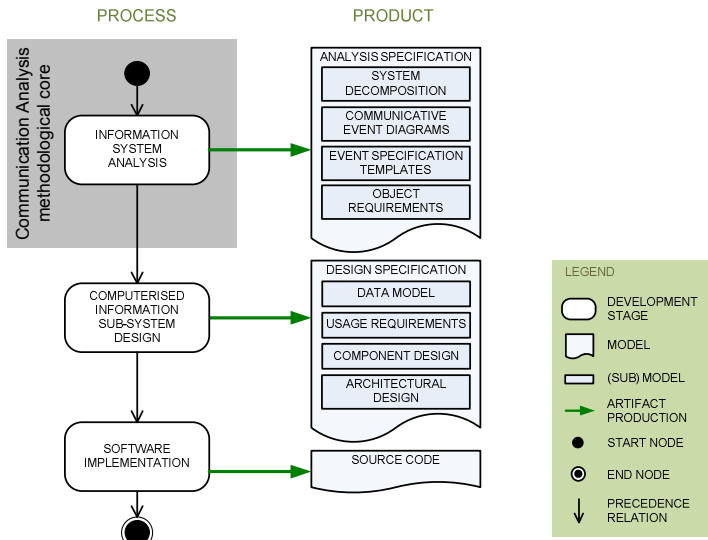 PROCESS
PRODUCT
Communication Analysis
methodological core
INFORMATION
SYSTEM
ANALYSIS
ANALYSIS SPECIFICATION
SYSTEM
DECOMPOSITION
COMMUNICATIVE
EVENT DIAGRAMS
EVENT SPECIFICATION
TEMPLATES
OBJECT
REQUIREMENTS
COMPUTERISED
INFORMATION
SUB-SYSTEM
DESIGN
DESIGN SPECIFICATION
DATA MODEL
USAGE REQUIREMENTS
COMPONENT DESIGN
ARCHITECTURAL
DESIGN
SOFTWARE
IMPLEMENTATION
SOURCE CODE
LEGEND
DEVELOPMENT
STAGE
MODEL
(SUB) MODEL
ARTIFACT
PRODUCTION
START NODE
END NODE
PRECEDENCE
RELATION